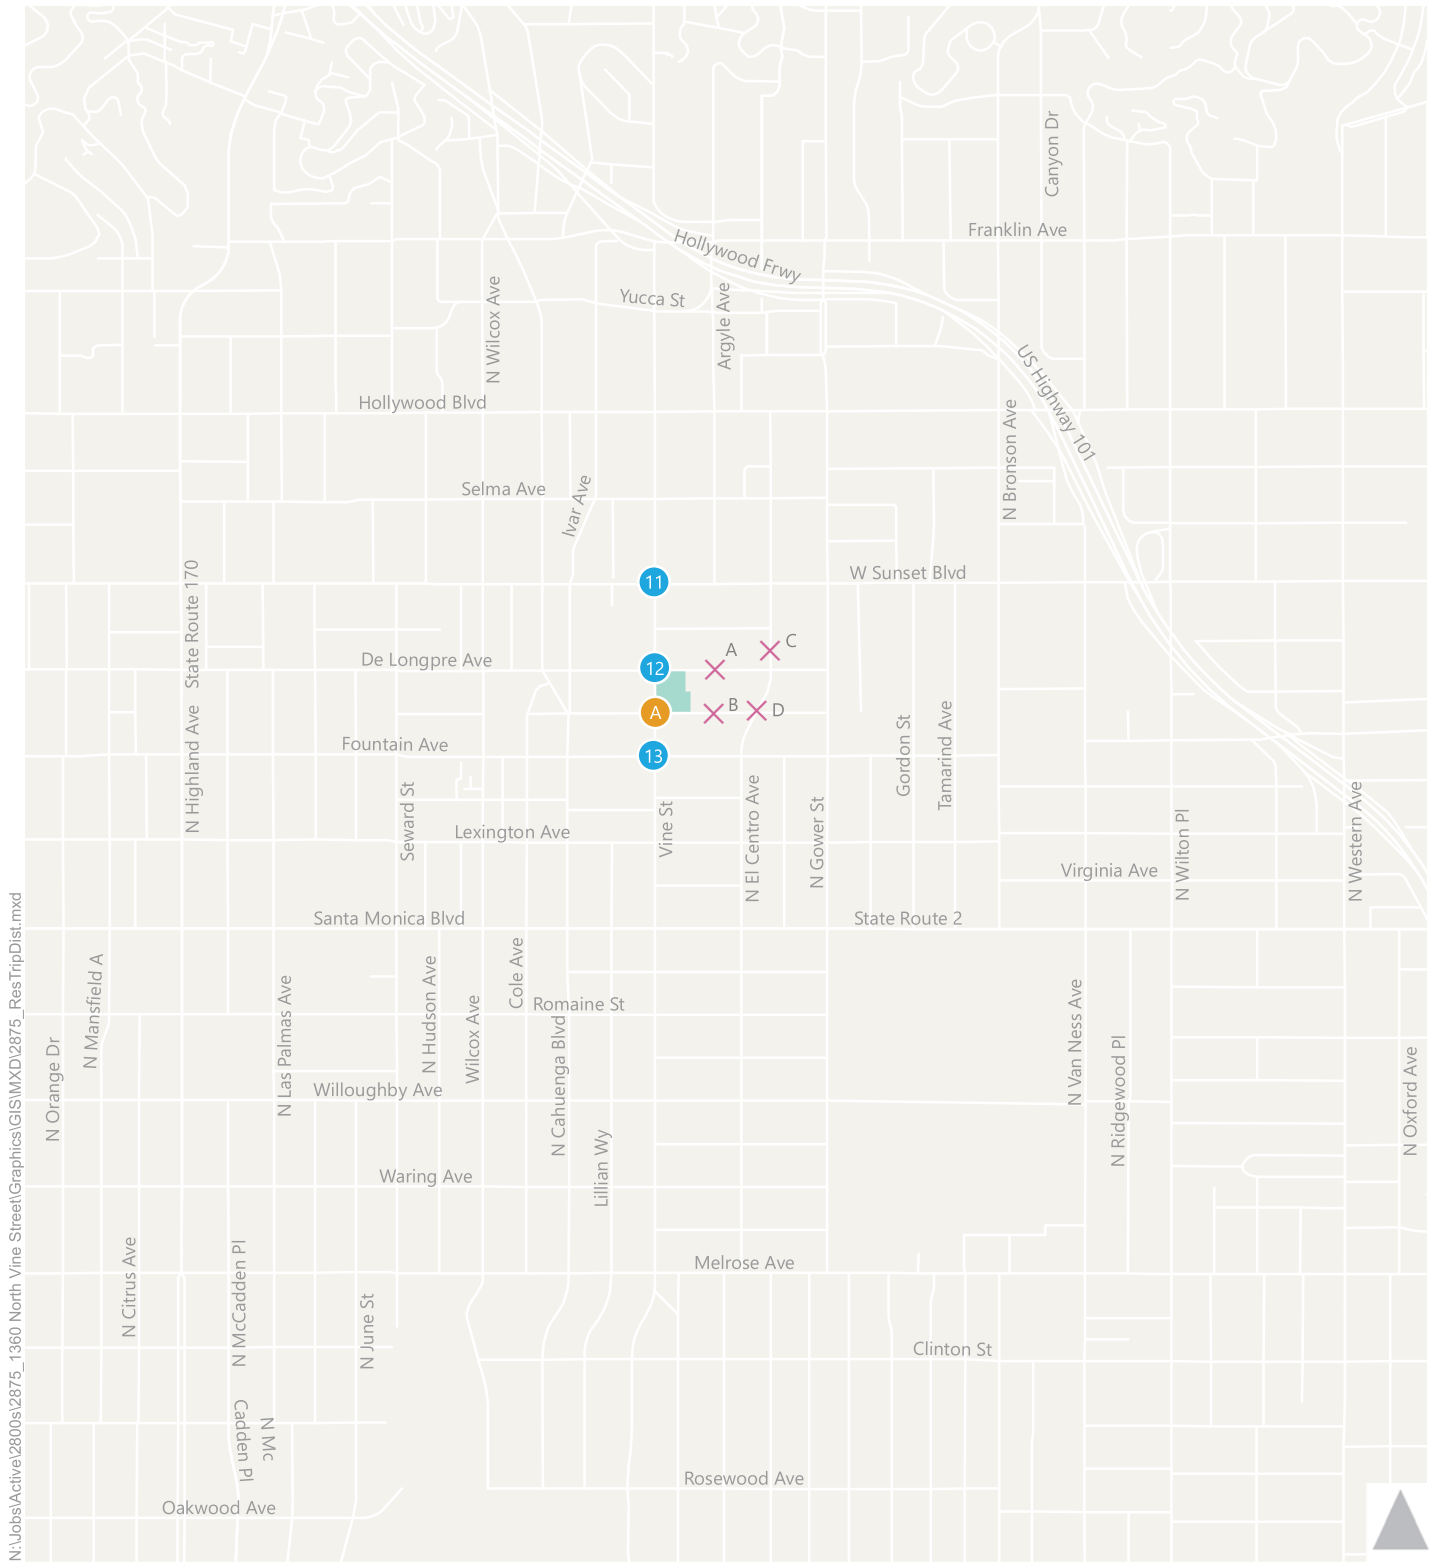 Canyon Dr
Franklin Ave
Hollywood Frwy
Yucca St
N Wilcox Ave
Argyle Ave
US Highway 101
Hollywood Blvd
N Bronson Ave
Selma Ave
Ivar Ave
State Route 170
11
W Sunset Blvd
C
A
De Longpre Ave
12
B
D
A
N Highland Ave
Fountain Ave
13
Gordon St
Tamarind Ave
Seward St
Lexington Ave
Vine St
N El Centro Ave
N Gower St
Virginia Ave
N Wilton Pl
N Western Ave
Santa Monica Blvd
State Route 2
N Mansfield A
N Orange Dr
N Las Palmas Ave
N Hudson Ave
Wilcox Ave
Cole Ave
Romaine St
N Cahuenga Blvd
N Van Ness Ave
N Ridgewood Pl
N Oxford Ave
Willoughby Ave
Lillian Wy
Waring Ave
N Citrus Ave
N McCadden Pl
N June St
Melrose Ave
Clinton St
N Mc
Cadden Pl
Rosewood Ave
Oakwood Ave
N:\Jobs\Active\2800s\2875_1360 North Vine Street\Graphics\GIS\MXD\2875_ResTripDist.mxd